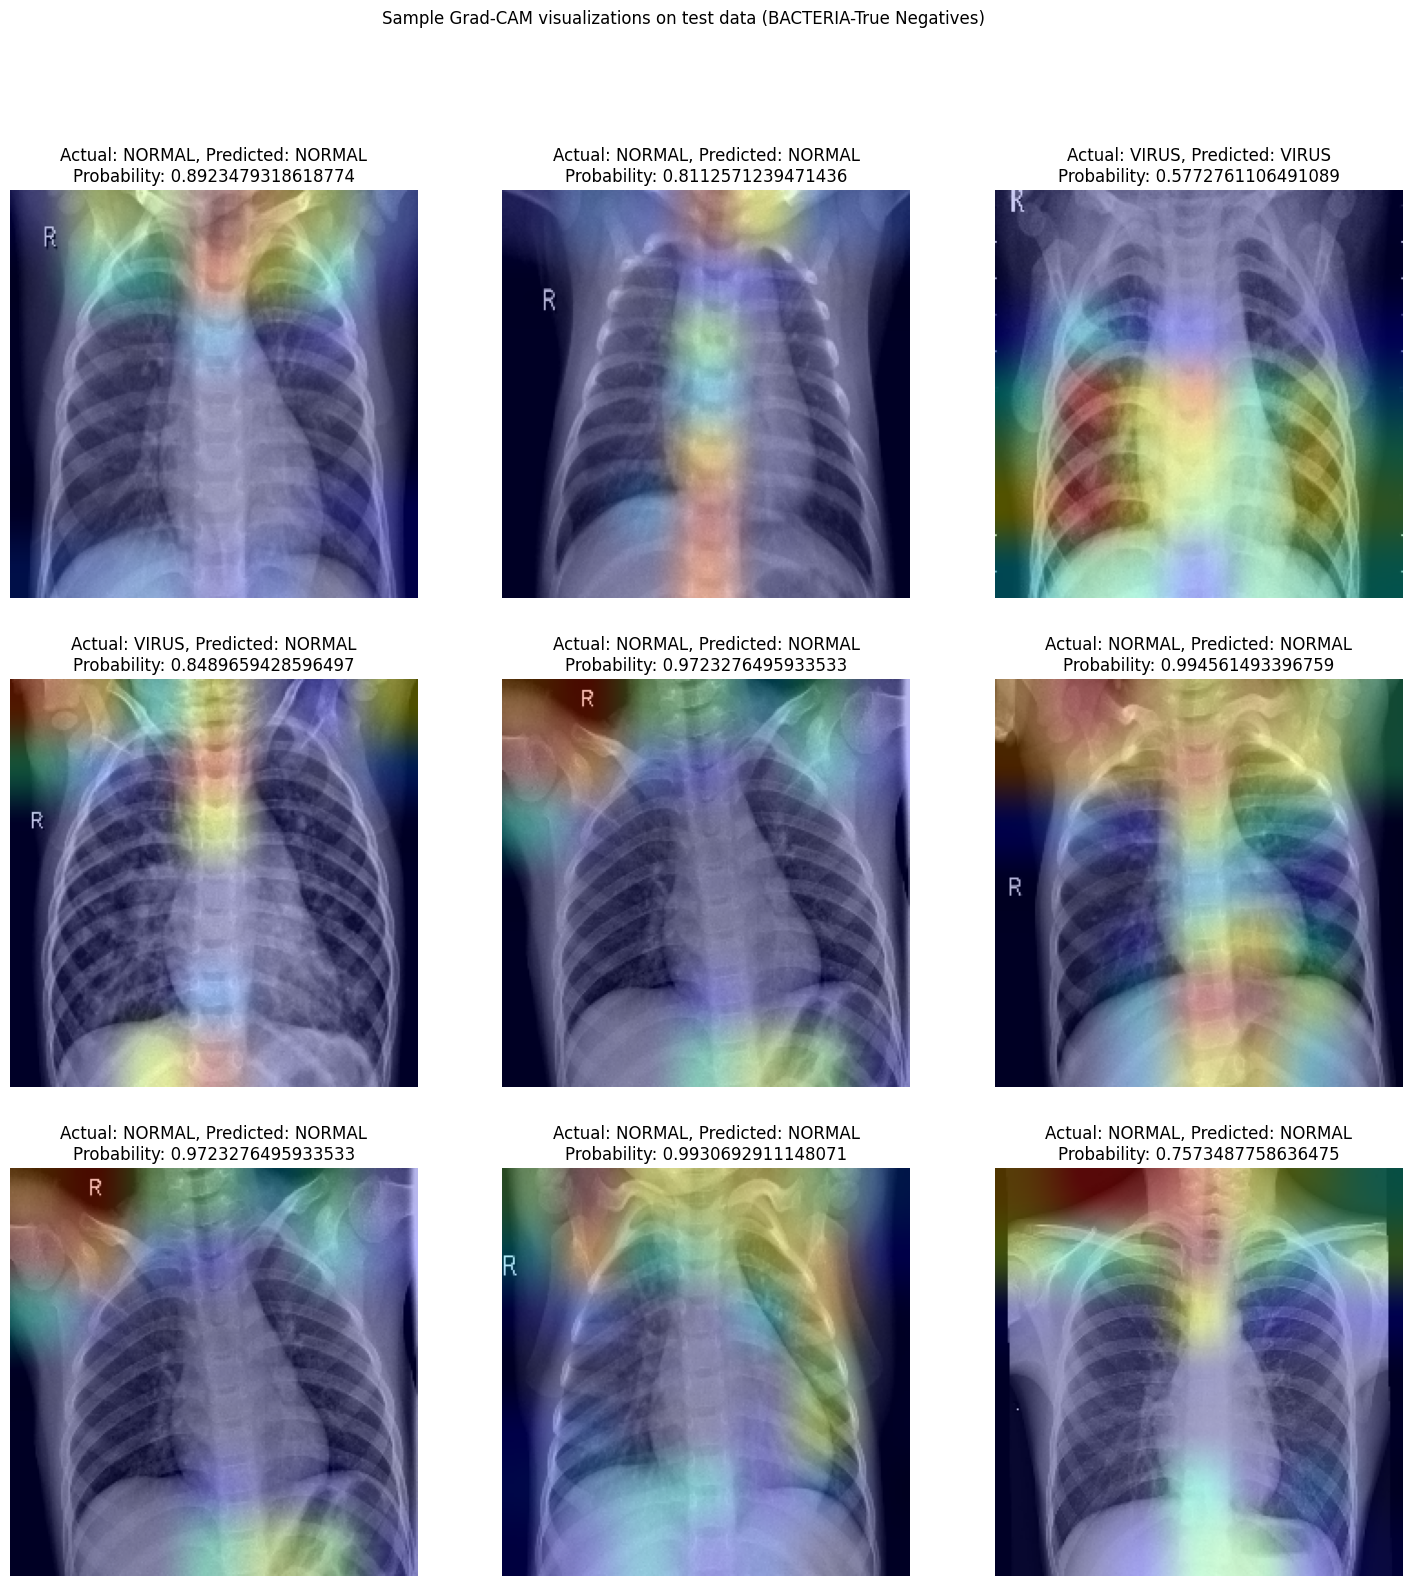 Sample Grad-CAM visualizations on test data (BACTERIA-True Negatives)
Actual: NORMAL, Predicted: NORMAL
Probability: 0.8923479318618774
Actual: NORMAL, Predicted: NORMAL
Probability: 0.8112571239471436
Actual: VIRUS, Predicted: VIRUS
Probability: 0.5772761106491089
R
R
R
Actual: VIRUS, Predicted: NORMAL
Probability: 0.8489659428596497
Actual: NORMAL, Predicted: NORMAL
Probability: 0.9723276495933533
Actual: NORMAL, Predicted: NORMAL
Probability: 0.994561493396759
R
R
R
Actual: NORMAL, Predicted: NORMAL
Probability: 0.9723276495933533
Actual: NORMAL, Predicted: NORMAL
Probability: 0.9930692911148071
Actual: NORMAL, Predicted: NORMAL
Probability: 0.7573487758636475
R
R